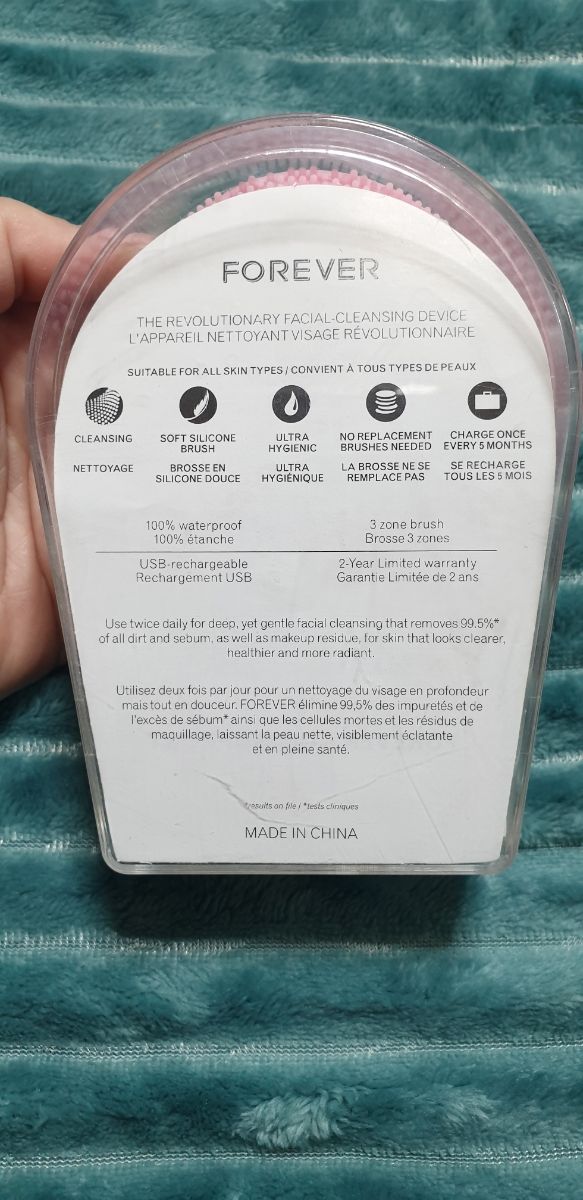 FOREVER
THE REVOLUTIONARY FACIAL-CLEANSING DEVICE
L'APPAREIL NETTOYANT VISAGE RÉVOLUTIONNAIRE
SUITABLE FOR ALL SKIN TYPES / CONVIENT À TOUS TYPES DE PEAUX
CLEANSING
NETTOYAGE
SOFT SILICONE
BRUSH
BROSSE EN
SILICONE DOUCE
ULTRA
HYGIENIC
ULTRA
HYGIÉNIQUE
NO REPLACEMENT
BRUSHES NEEDED
LA BROSSE NE SE
REMPLACE PAS
CHARGE ONCE
EVERY 5 MONTHS
SE RECHARGE
TOUS LES 5 MOIS
100% waterproof
100% étanche
3 zone brush
Brosse 3 zones
USB-rechargeable
Rechargement USB
2-Year Limited warranty
Garantie Limitée de 2 ans
Use twice daily for deep, yet gentle facial cleansing that removes 99.5%*
of all dirt and sebum, as well as makeup residue, for skin that looks clearer,
healthier and more radiant.
Utilisez deux fois par jour pour un nettoyage du visage en profondeur
mais tout en douceur. FOREVER élimine 99,5% des impuretés et de
l'excès de sébum* ainsi que les cellules mortes et les résidus de
maquillage, laissant la peau nette, visiblement éclatante
et en pleine santé.
*results on file / *tests cliniques
MADE IN CHINA